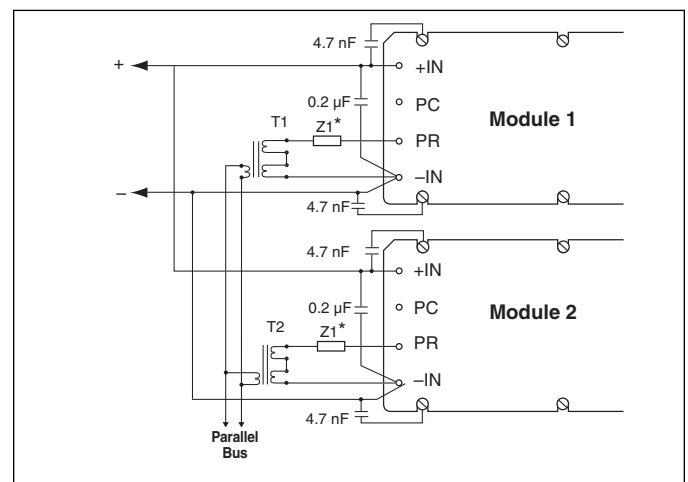 4.7 nF
+
+IN
0.2 µF
PC
Module 1
T1
Z1*
PR
–
–IN
4.7 nF
4.7 nF
+IN
0.2 µF
PC
Module 2
T2
Z1*
PR
–IN
4.7 nF
Parallel
Bus